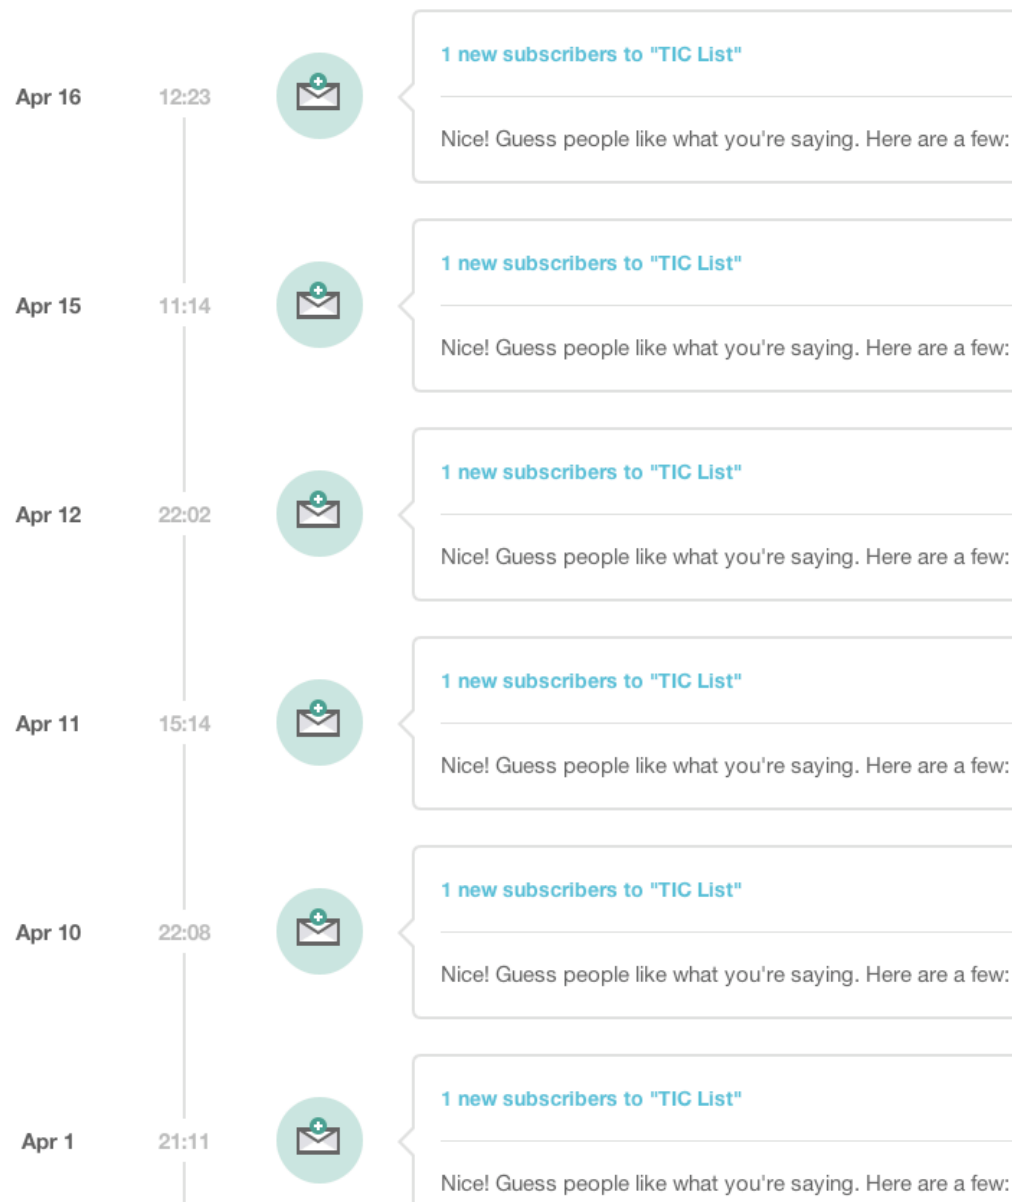 1 new subscribers to "TIC List"
Apr 16 12:23
Nice! Guess people like what you're saying. Here are a few:
1 new subscribers to "TIC List"
Apr 15 11:14
Nice! Guess people like what you're saying. Here are a few:
1 new subscribers to "TIC List"
Apr 12 22:02
Nice! Guess people like what you're saying. Here are a few:
1 new subscribers to "TIC List"
Apr 11 15:14
Nice! Guess people like what you're saying. Here are a few:
1 new subscribers to "TIC List"
Apr 10 22:08
Nice! Guess people like what you're saying. Here are a few:
1 new subscribers to "TIC List"
Apr 1 21:11
Nice! Guess people like what you're saying. Here are a few: